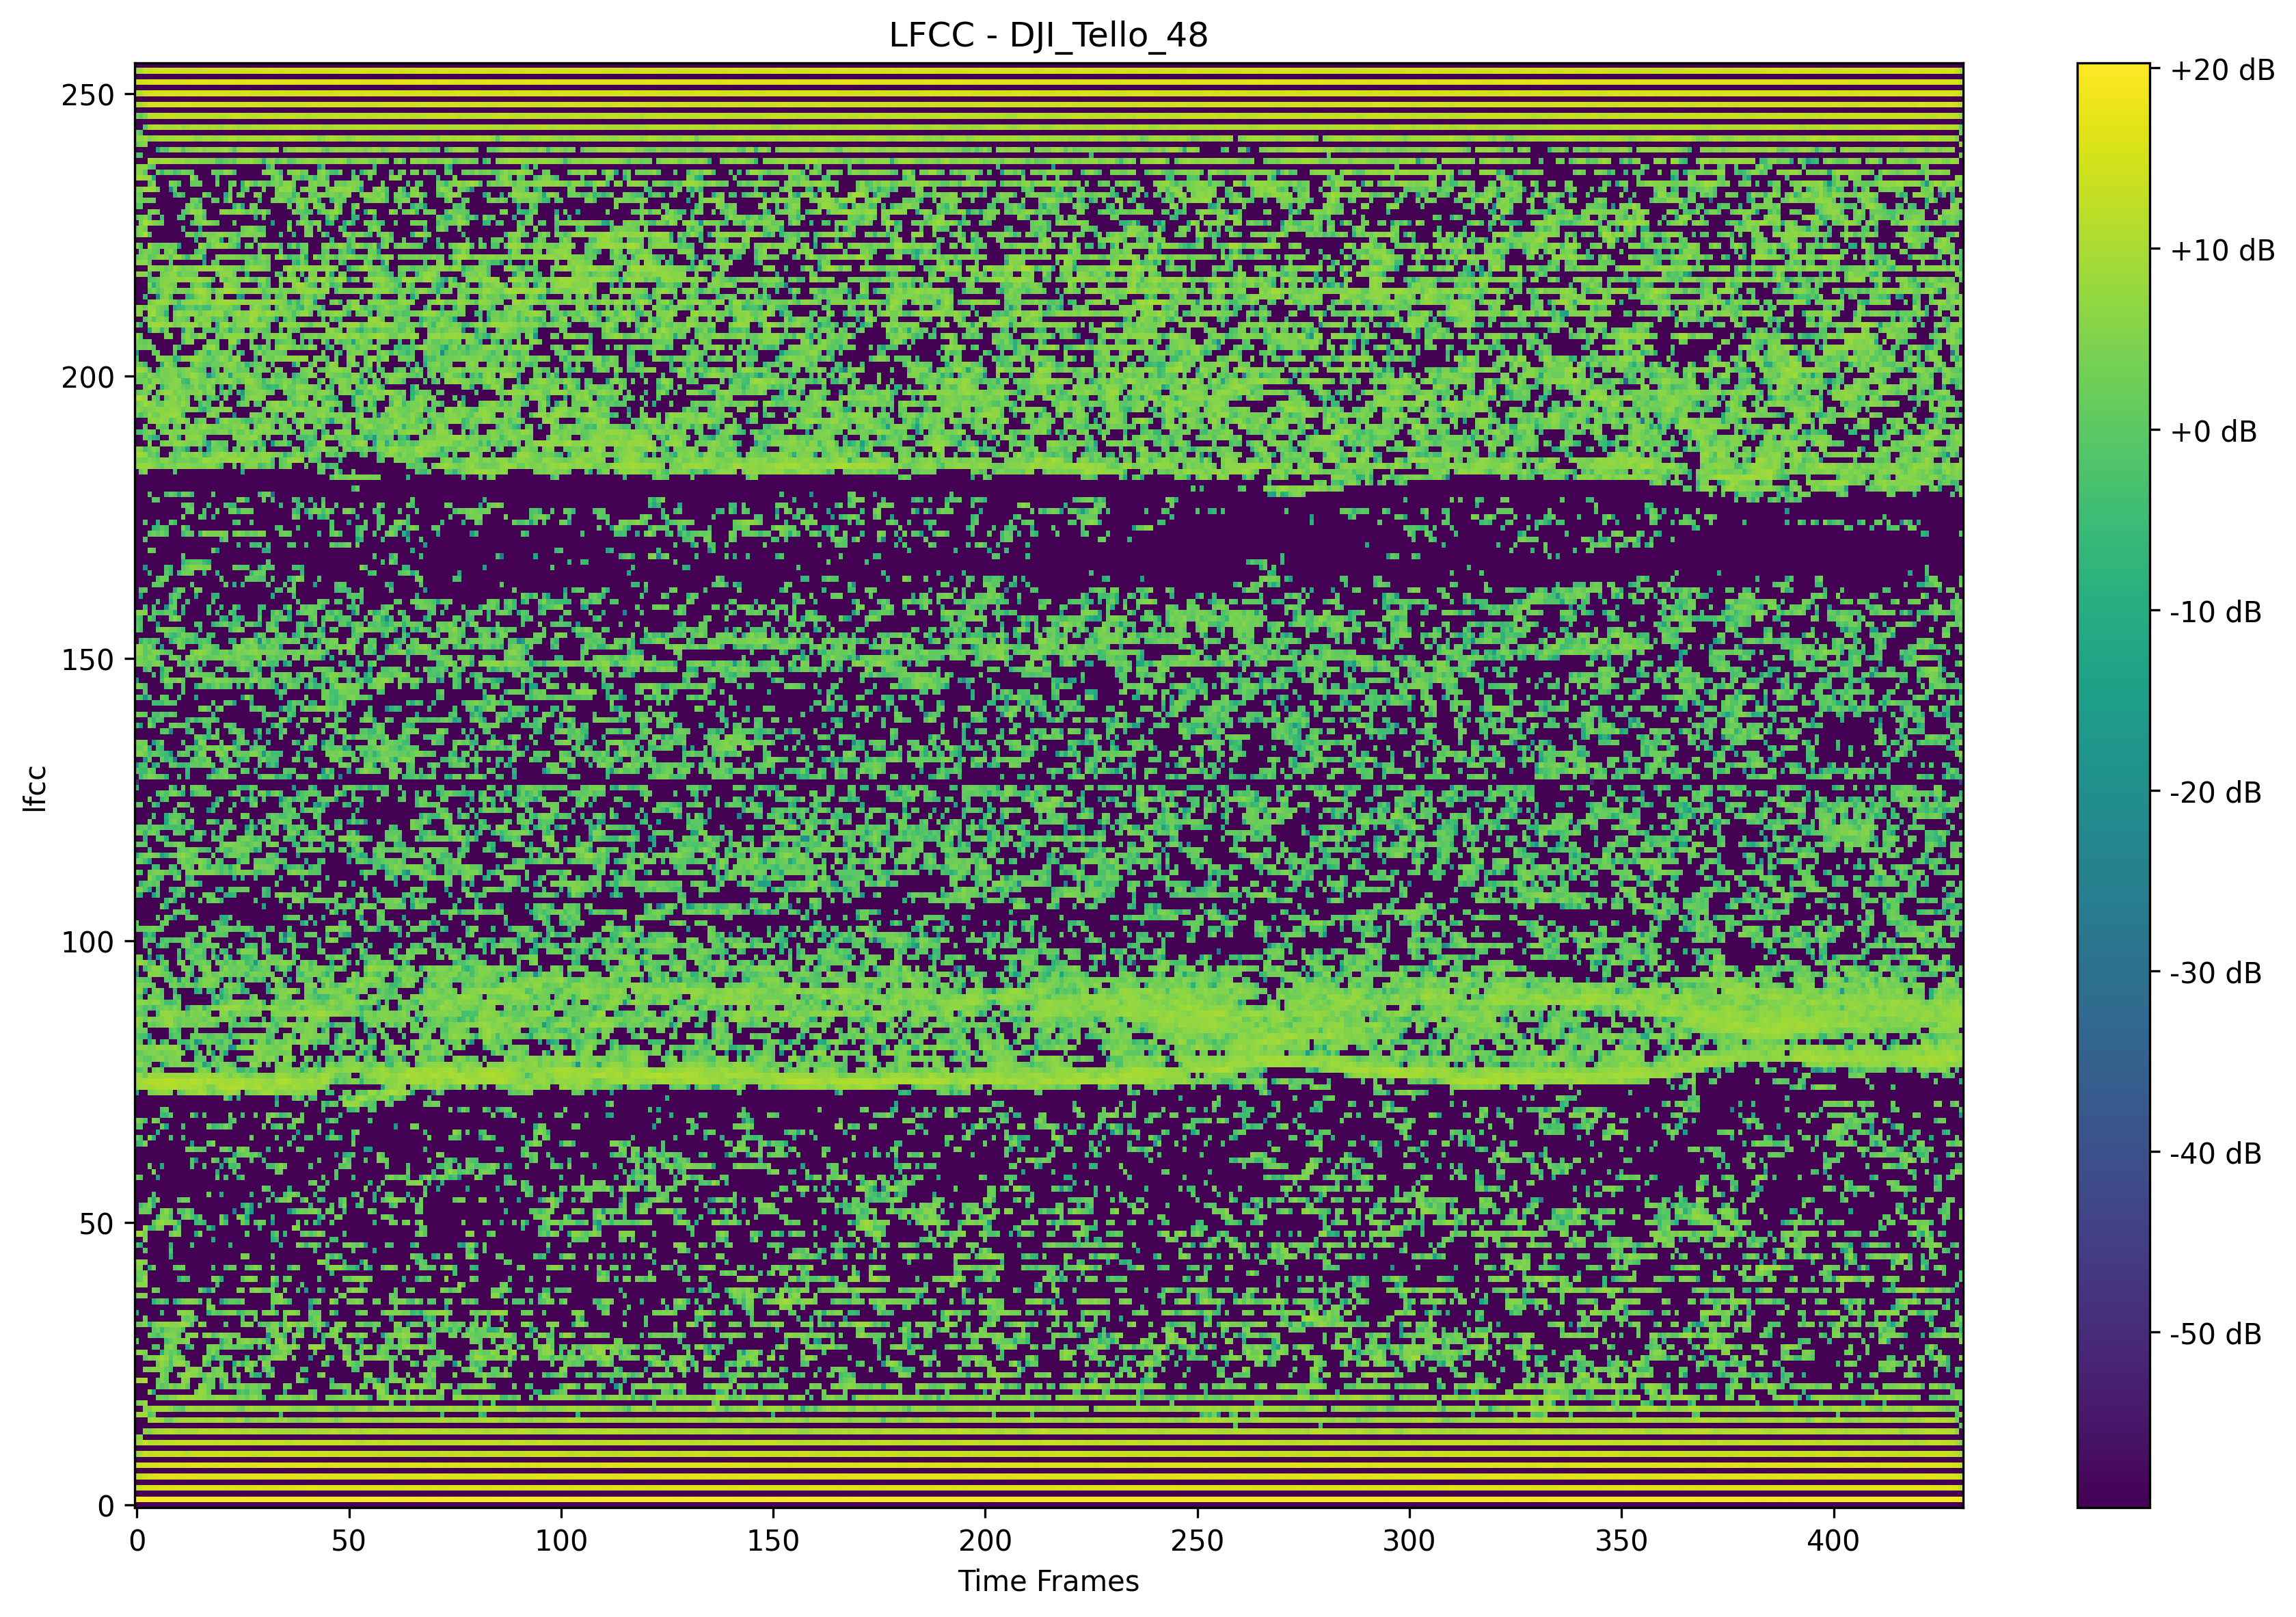 LFCC - DJI_Tello_48
lfcc
250
200
150
100
50
0
0 50 100 150 200 250 300 350 400
Time Frames
+20 dB
+10 dB
+0 dB
-10 dB
-20 dB
-30 dB
-40 dB
-50 dB